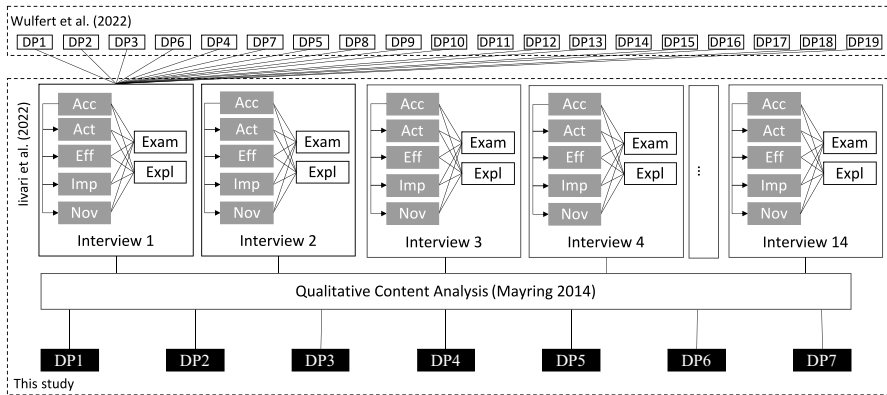 Wulfert et al. (2022)
DP1 DP2 DP3 DP6 DP4 DP7 DP5 DP8 DP9 DP10 DP11 DP12 DP13 DP14 DP15 DP16 DP17 DP18 DP19
Iivari et al. (2022)
Acc
Act
Eff
Imp
Nov
Exam
Expl
Interview 1
Acc
Act
Eff
Imp
Nov
Exam
Expl
Interview 2
Acc
Act
Eff
Imp
Nov
Exam
Expl
Interview 3
Acc
Act
Eff
Imp
Nov
Exam
Expl
Interview 4
...
Acc
Act
Eff
Imp
Nov
Exam
Expl
Interview 14
Qualitative Content Analysis (Mayring 2014)
DP1 DP2 DP3 DP4 DP5 DP6 DP7
This study